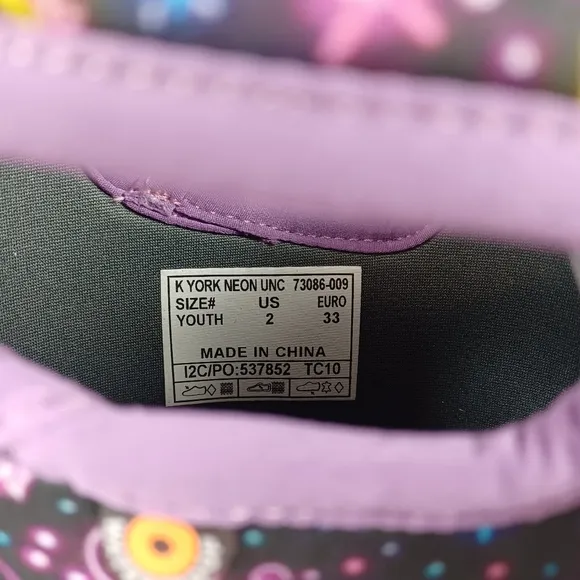 K YORK NEON UNC 73086-009
SIZE# US EURO
YOUTH 2 33
MADE IN CHINA
I2C/PO:537852 TC10